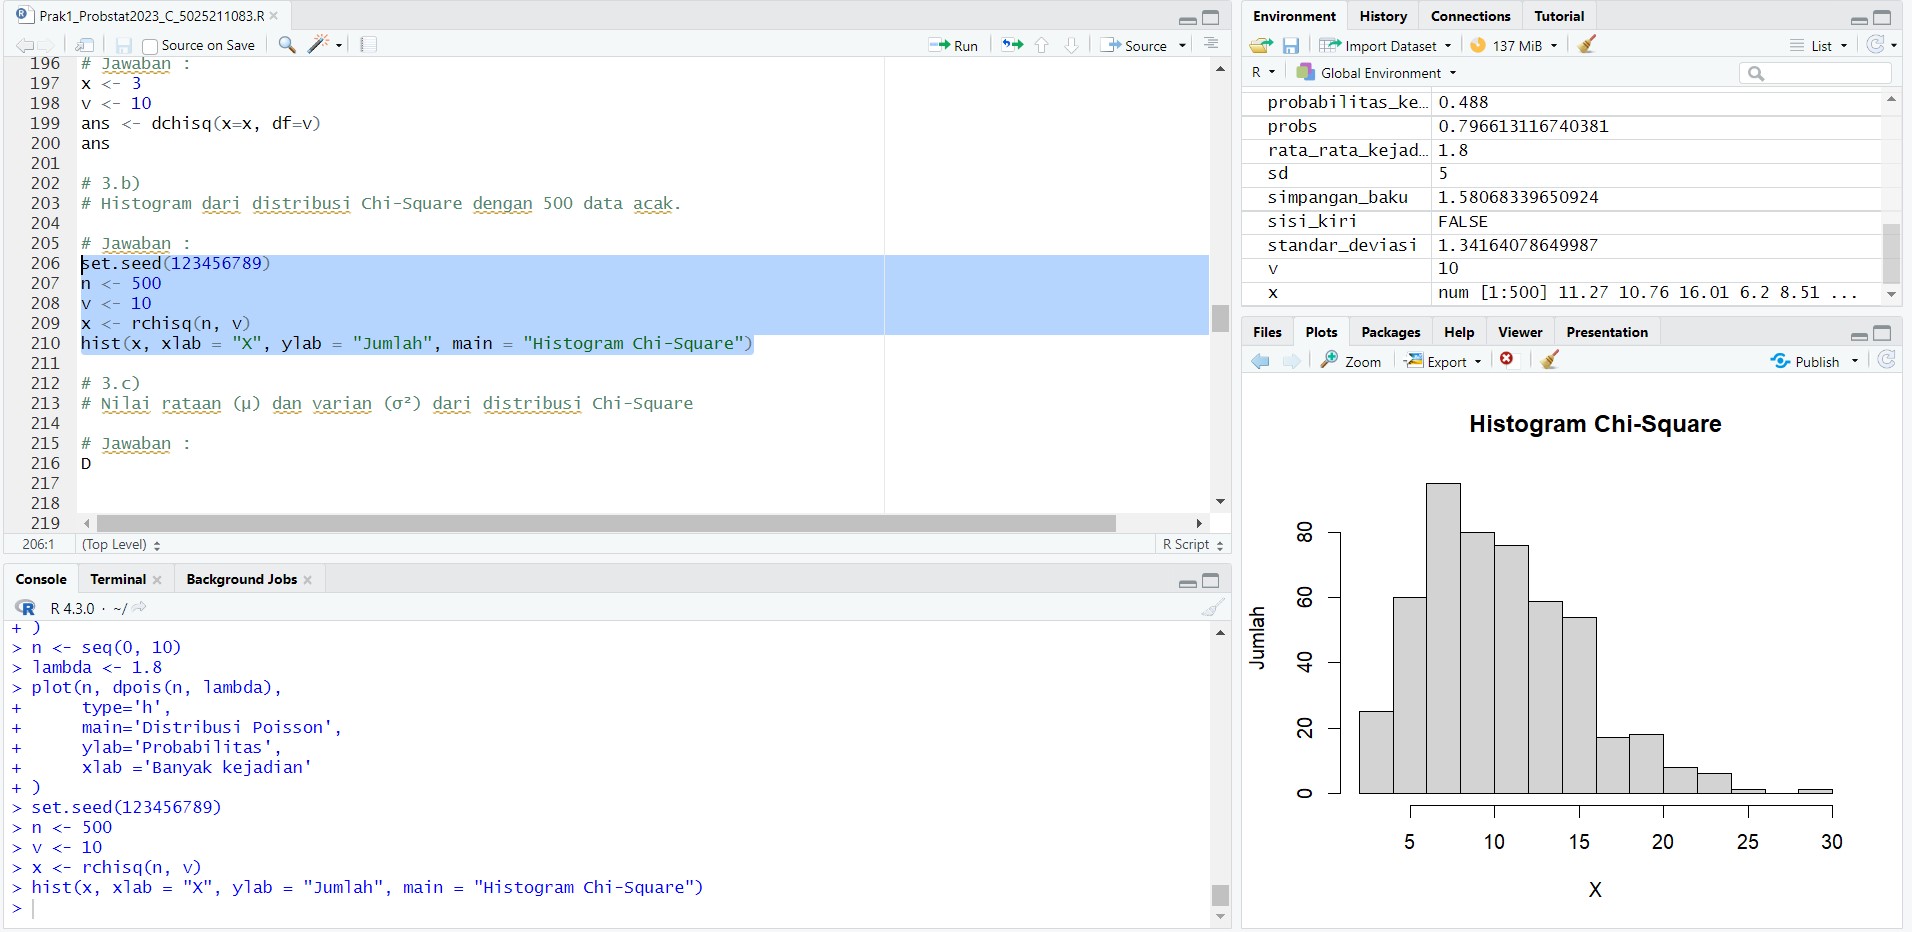 Prak1_Probstat2023_C_5025211083.R
Source on Save
Run
Source
196 # Jawaban :
197 x <- 3
198 v <- 10
199 ans <- dchisq(x=x, df=v)
200 ans
201
202 # 3.b)
203 # Histogram dari distribusi Chi-Square dengan 500 data acak.
204
205 # Jawaban :
206 set.seed(123456789)
207 n <- 500
208 v <- 10
209 x <- rchisq(n, v)
210 hist(x, xlab = "X", ylab = "Jumlah", main = "Histogram Chi-Square")
211
212 # 3.c)
213 # Nilai rataan (μ) dan varian (σ²) dari distribusi Chi-Square
214
215 # Jawaban :
216 D
217
218
219
206:1 (Top Level) R Script
Console Terminal Background Jobs
R 4.3.0 · ~/
+ )
> n <- seq(0, 10)
> lambda <- 1.8
> plot(n, dpois(n, lambda),
+ type='h',
+ main='Distribusi Poisson',
+ ylab='Probabilitas',
+ xlab ='Banyak kejadian'
+ )
> set.seed(123456789)
> n <- 500
> v <- 10
> x <- rchisq(n, v)
> hist(x, xlab = "X", ylab = "Jumlah", main = "Histogram Chi-Square")
>
Environment History Connections Tutorial
Import Dataset 137 MiB List
R Global Environment
probabilitas_ke… 0.488
probs 0.796613116740381
rata_rata_kejad… 1.8
sd 5
simpangan_baku 1.58068339650924
sisi_kiri FALSE
standar_deviasi 1.34164078649987
v 10
x num [1:500] 11.27 10.76 16.01 6.2 8.51 ...
Files Plots Packages Help Viewer Presentation
Zoom Export Publish
Histogram Chi-Square
Jumlah
80
60
40
20
0
5 10 15 20 25 30
X